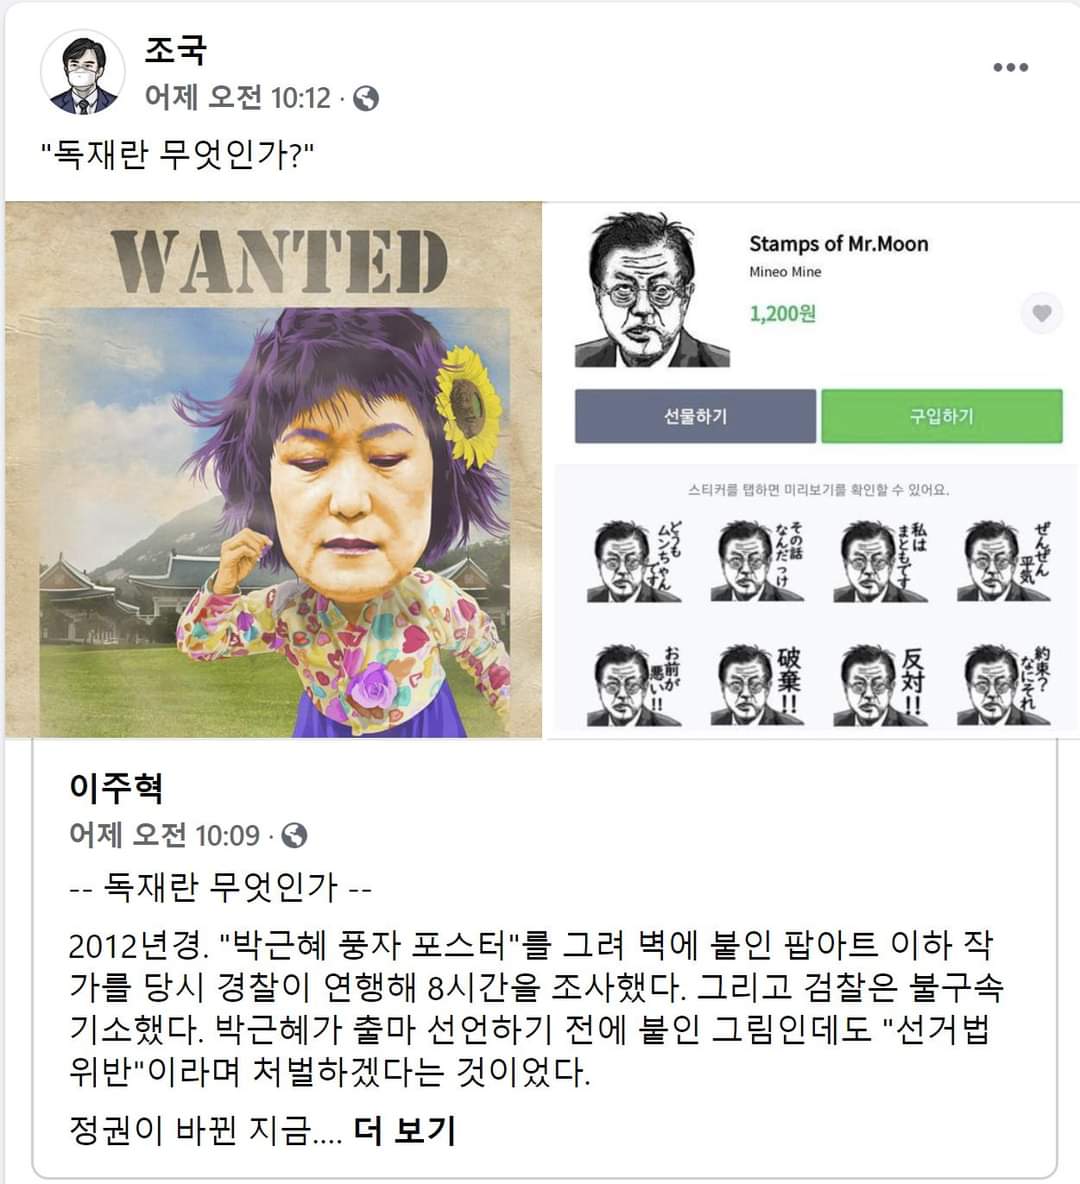 조국
어제 오전 10:12 ·
"독재란 무엇인가?"
WANTED
Stamps of Mr.Moon
Mineo Mine
1,200원
선물하기
구입하기
스티커를 탭하면 미리보기를 확인할 수 있어요.
どうも
ムンちゃん
です
その話
なんだっけ
私は
まともです
ぜんぜん
平気
お前が
悪い!!
破棄!!
反対!!
約束?
なにそれ
이주혁
어제 오전 10:09 ·
-- 독재란 무엇인가 --
2012년경. "박근혜 풍자 포스터"를 그려 벽에 붙인 팝아트 이하 작
가를 당시 경찰이 연행해 8시간을 조사했다. 그리고 검찰은 불구속
기소했다. 박근혜가 출마 선언하기 전에 붙인 그림인데도 "선거법
위반"이라며 처벌하겠다는 것이었다.
정권이 바뀐 지금.... 더 보기